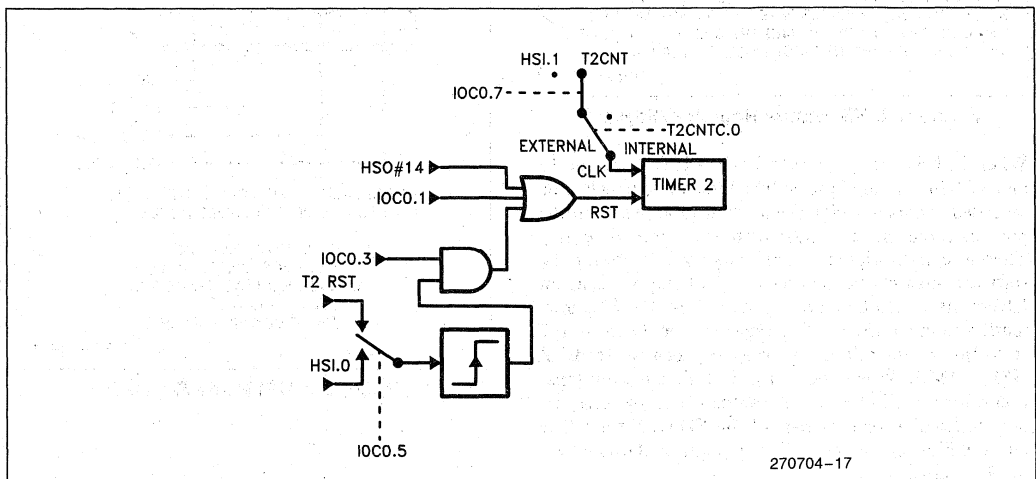 HSI.1 T2CNT
IOC0.7
T2CNTC.0
EXTERNAL INTERNAL
HSO#14
CLK
TIMER 2
IOC0.1
RST
IOC0.3
T2 RST
HSI.0
IOC0.5
270704-17